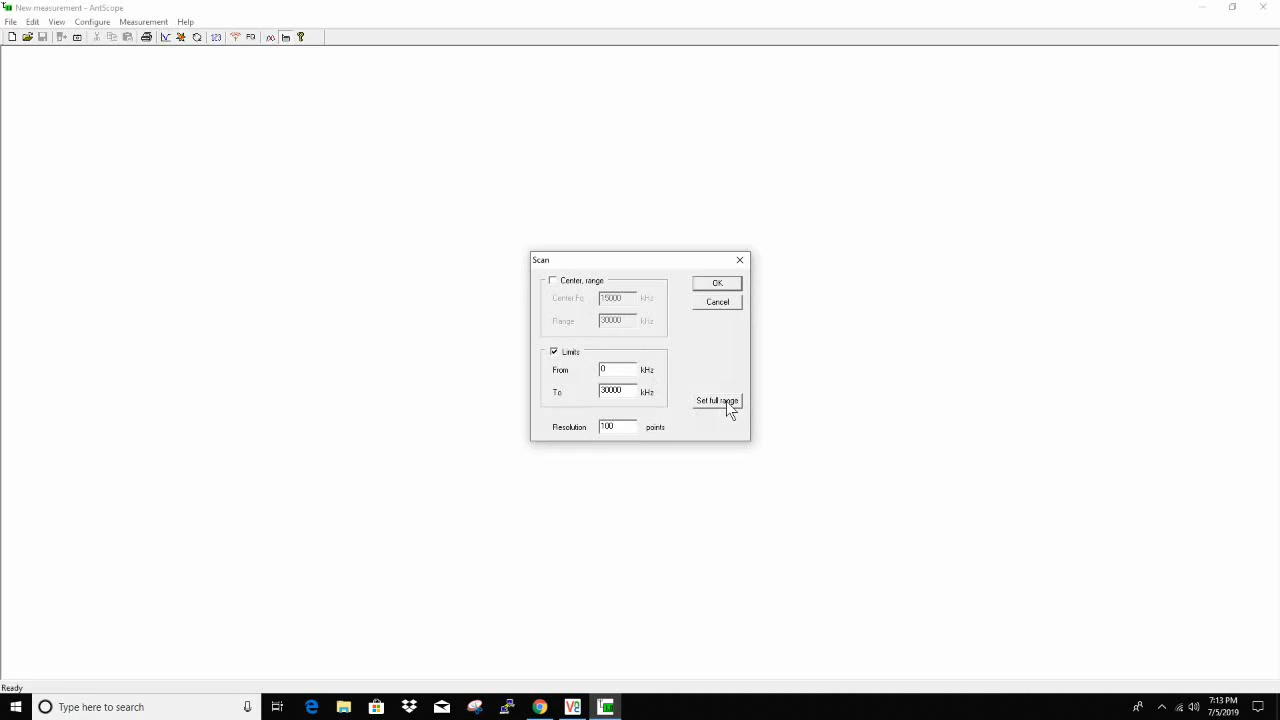 New measurement - AntScope
File Edit View Configure Measurement Help
FQ
Scan
Center, range
OK
Center Fq 15000 kHz
Cancel
Range 30000 kHz
Limits
From 0 kHz
To 30000 kHz
Set full range
Resolution 100 points
Ready
Type here to search
7:13 PM
7/5/2019